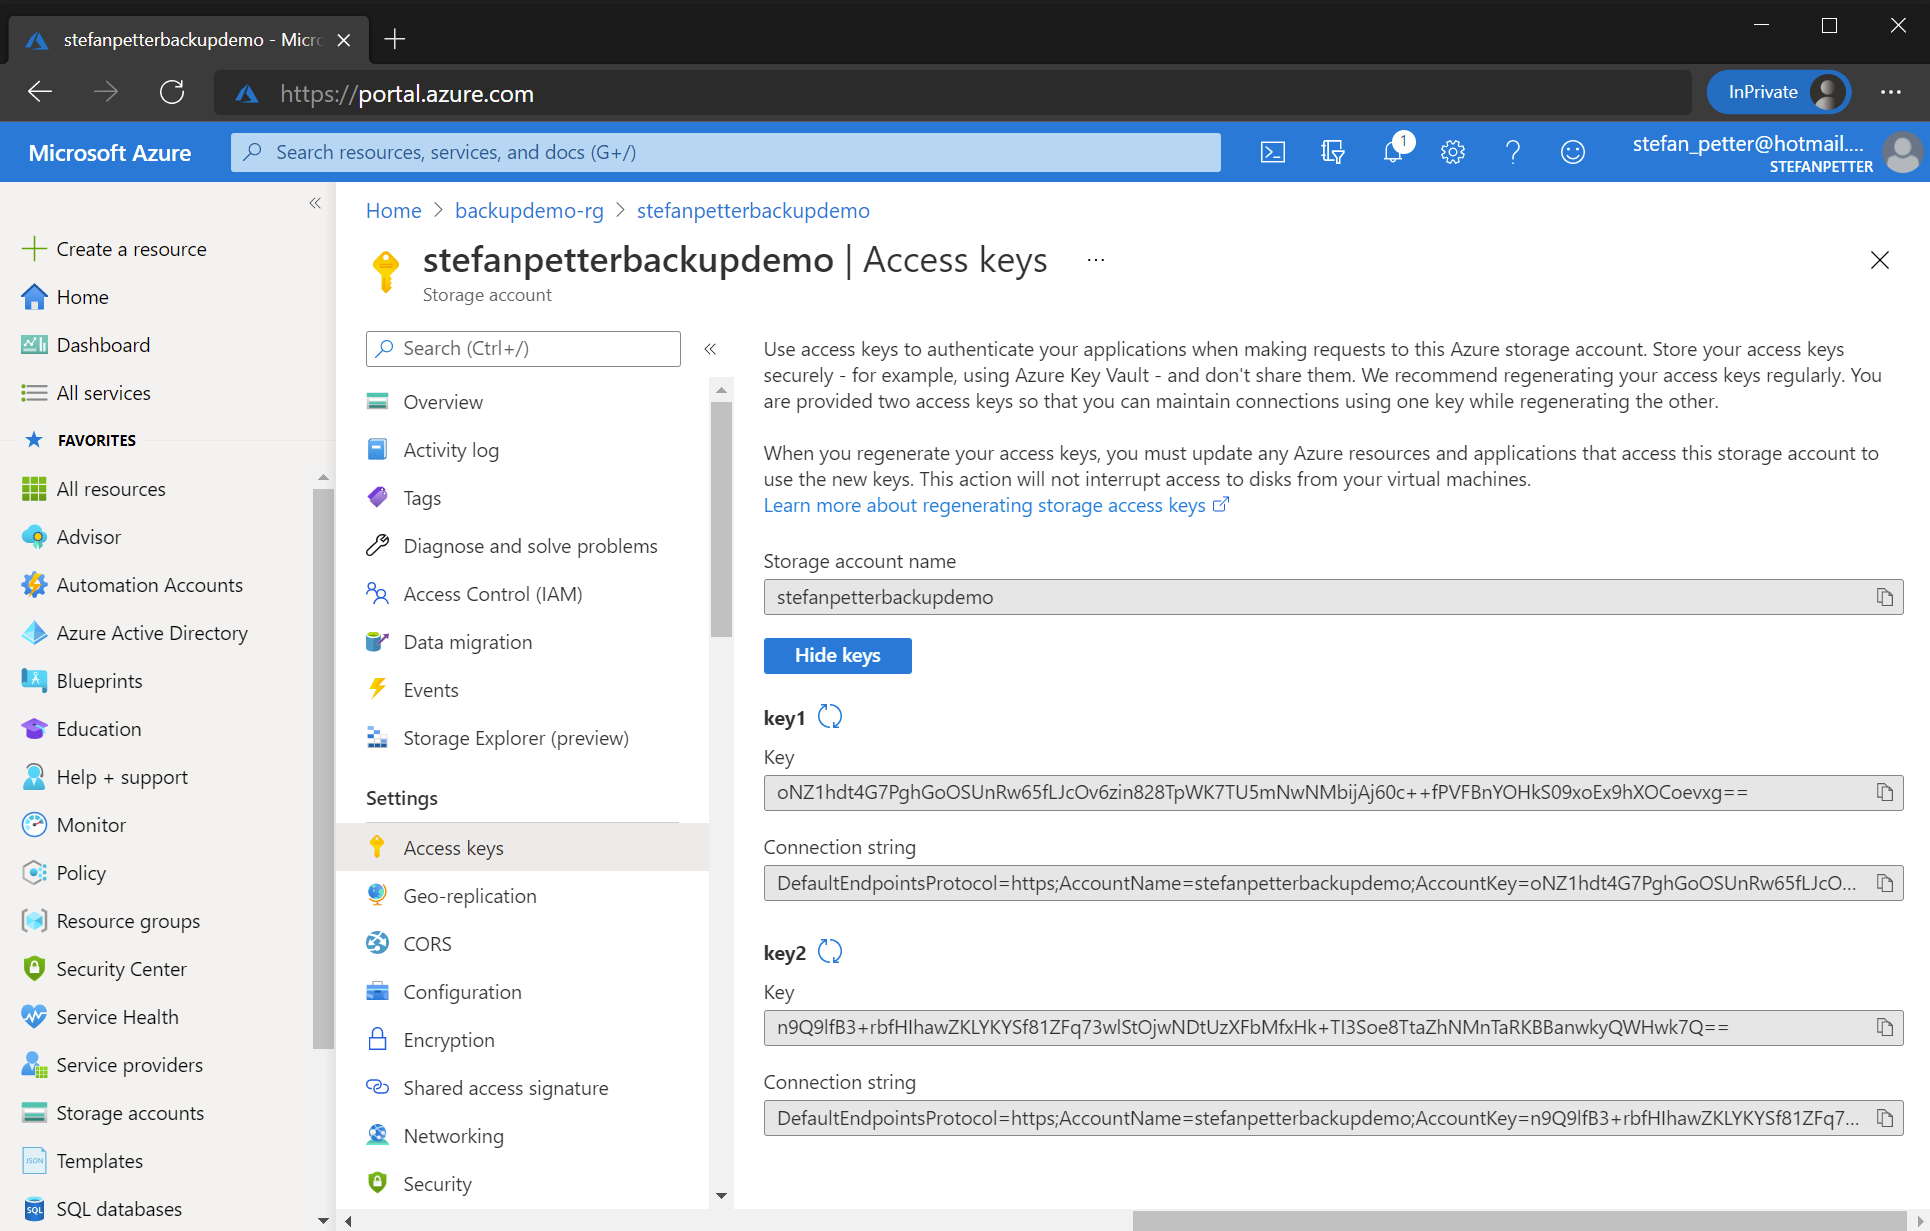 stefanpetterbackupdemo - Micro
https://portal.azure.com
InPrivate
Microsoft Azure
Search resources, services, and docs (G+/)
1
stefan_petter@hotmail....
STEFANPETTER
Create a resource
Home
Dashboard
All services
FAVORITES
All resources
Advisor
Automation Accounts
Azure Active Directory
Blueprints
Education
Help + support
Monitor
Policy
Resource groups
Security Center
Service Health
Service providers
Storage accounts
JSON
Templates
SQL
SQL databases
Home > backupdemo-rg > stefanpetterbackupdemo
stefanpetterbackupdemo | Access keys
...
Storage account
Search (Ctrl+/)
Overview
Activity log
Tags
Diagnose and solve problems
Access Control (IAM)
Data migration
Events
Storage Explorer (preview)
Settings
Access keys
Geo-replication
CORS
Configuration
Encryption
Shared access signature
Networking
Security
Use access keys to authenticate your applications when making requests to this Azure storage account. Store your access keys
securely - for example, using Azure Key Vault - and don't share them. We recommend regenerating your access keys regularly. You
are provided two access keys so that you can maintain connections using one key while regenerating the other.
When you regenerate your access keys, you must update any Azure resources and applications that access this storage account to
use the new keys. This action will not interrupt access to disks from your virtual machines.
Learn more about regenerating storage access keys
Storage account name
stefanpetterbackupdemo
Hide keys
key1
Key
oNZ1hdt4G7PghGoOSUnRw65fLJcOv6zin828TpWK7TU5mNwNMbijAj60c++fPVFBnYOHkS09xoEx9hXOCoevxg==
Connection string
DefaultEndpointsProtocol=https;AccountName=stefanpetterbackupdemo;AccountKey=oNZ1hdt4G7PghGoOSUnRw65fLJcO...
key2
Key
n9Q9lfB3+rbfHIhawZKLYKYSf81ZFq73wlStOjwNDtUzXFbMfxHk+TI3Soe8TtaZhNMnTaRKBBanwkyQWHwk7Q==
Connection string
DefaultEndpointsProtocol=https;AccountName=stefanpetterbackupdemo;AccountKey=n9Q9lfB3+rbfHIhawZKLYKYSf81ZFq7...